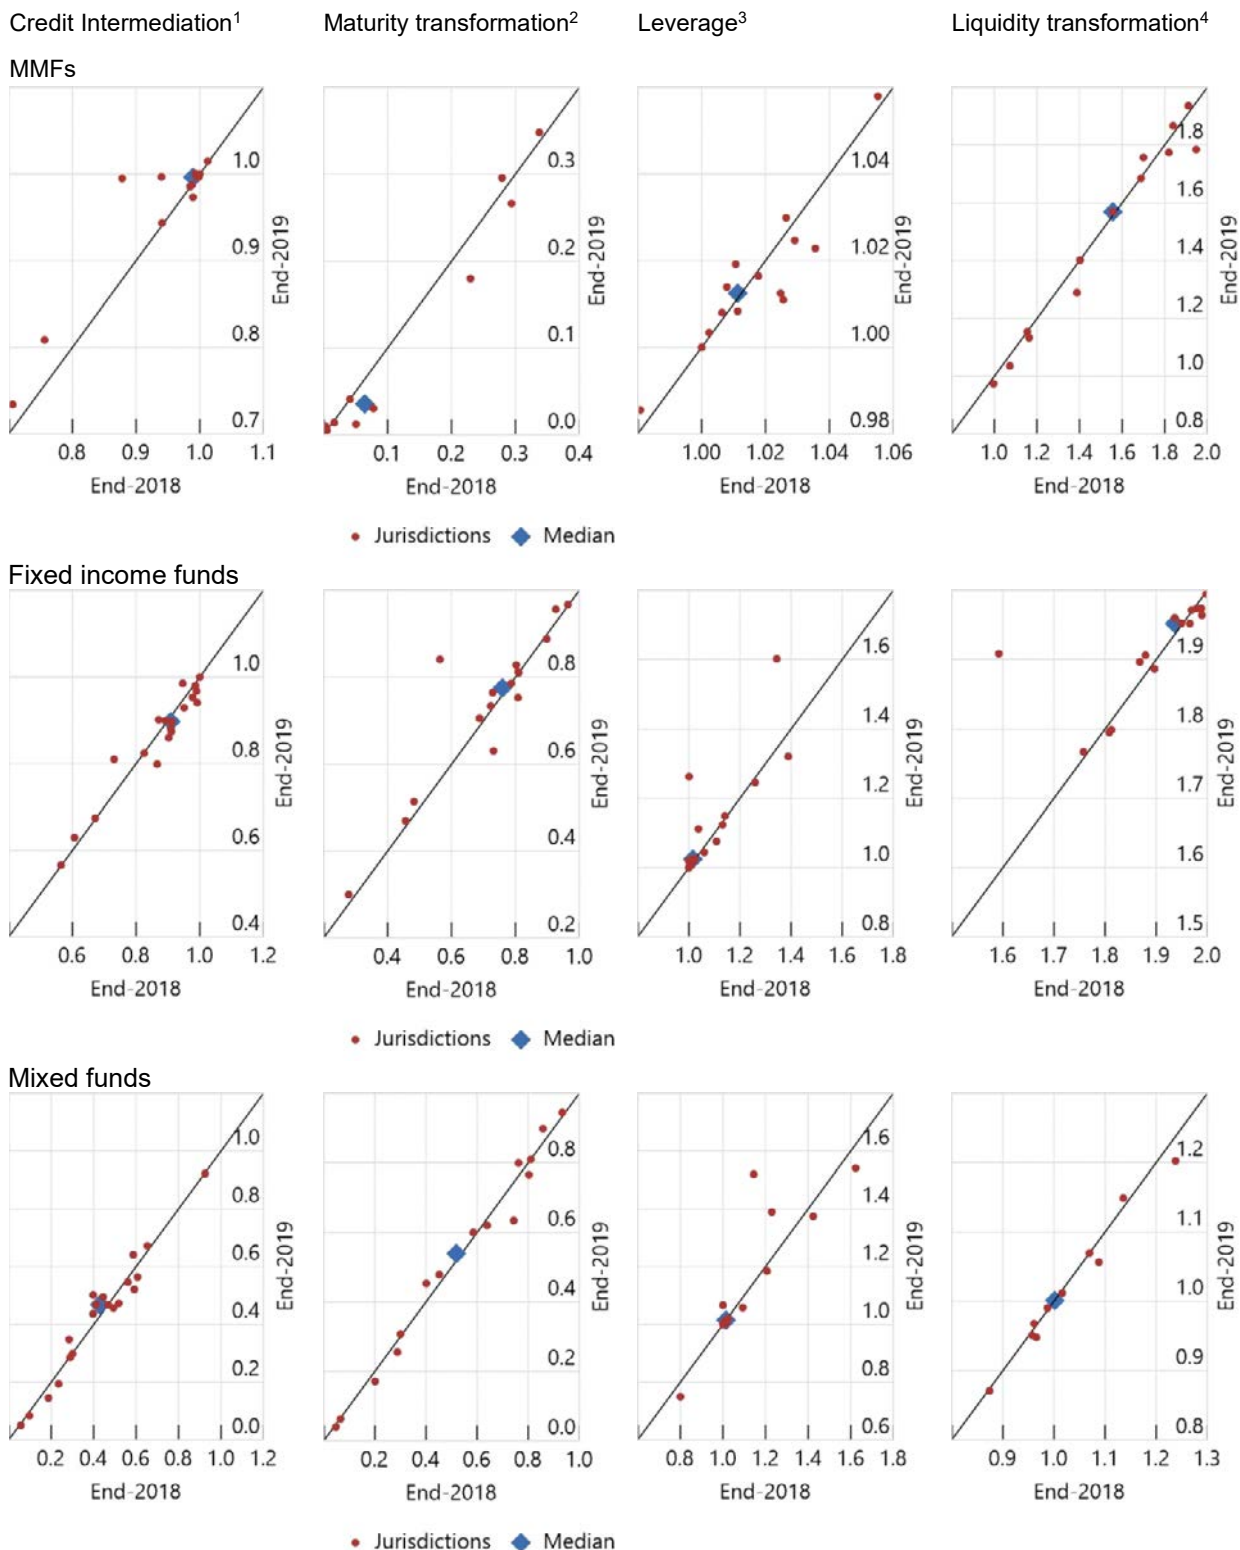 Credit Intermediation¹ Maturity transformation² Leverage³ Liquidity transformation⁴
MMFs
1.0 0.3 1.04 1.8
1.6
0.9 0.2 1.02 1.4
End-2019 End-2019 End-2019 End-2019
0.8 0.1 1.00 1.2
1.0
0.7 0.0 0.98 0.8
0.8 0.9 1.0 1.1 0.1 0.2 0.3 0.4 1.00 1.02 1.04 1.06 1.0 1.2 1.4 1.6 1.8 2.0
End-2018 End-2018 End-2018 End-2018
Jurisdictions Median
Fixed income funds
1.0 0.8 1.6 1.9
1.4 1.8
0.8 0.6 1.2 1.7
End-2019 End-2019 End-2019 End-2019
0.6 0.4 1.0 1.6
0.4 0.2 0.8 1.5
0.6 0.8 1.0 1.2 0.4 0.6 0.8 1.0 1.0 1.2 1.4 1.6 1.8 1.6 1.7 1.8 1.9 2.0
End-2018 End-2018 End-2018 End-2018
Jurisdictions Median
Mixed funds
1.0 0.8 1.6 1.2
0.8 0.6 1.4 1.1
0.6 1.2
End-2019 End-2019 End-2019 End-2019
0.4 0.4 1.0 1.0
0.2 0.2 0.8 0.9
0.0 0.0 0.6 0.8
0.2 0.4 0.6 0.8 1.0 1.2 0.2 0.4 0.6 0.8 1.0 0.8 1.0 1.2 1.4 1.6 1.8 0.9 1.0 1.1 1.2 1.3
End-2018 End-2018 End-2018 End-2018
Jurisdictions Median